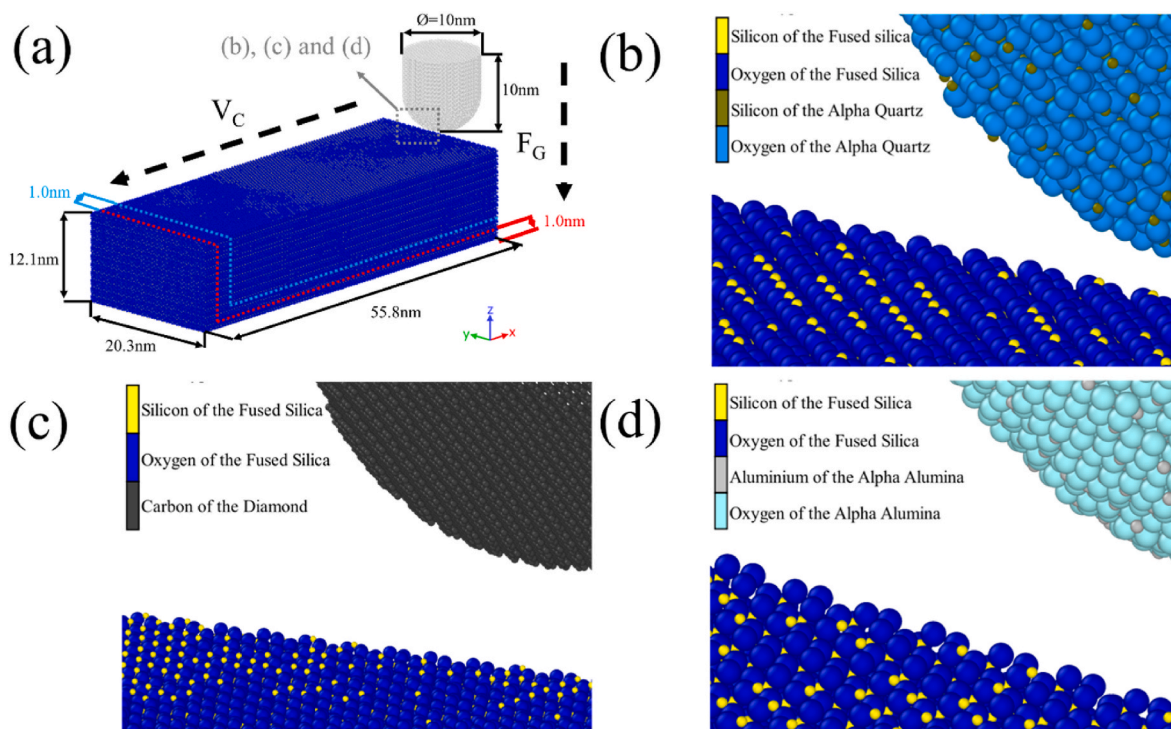 (a)
Ø=10nm
(b), (c) and (d)
10nm
V_C
F_G
1.0nm
1.0nm
12.1nm
55.8nm
20.3nm
z
y
x
(b)
Silicon of the Fused silica
Oxygen of the Fused Silica
Silicon of the Alpha Quartz
Oxygen of the Alpha Quartz
(c)
Silicon of the Fused Silica
Oxygen of the Fused Silica
Carbon of the Diamond
(d)
Silicon of the Fused Silica
Oxygen of the Fused Silica
Aluminium of the Alpha Alumina
Oxygen of the Alpha Alumina